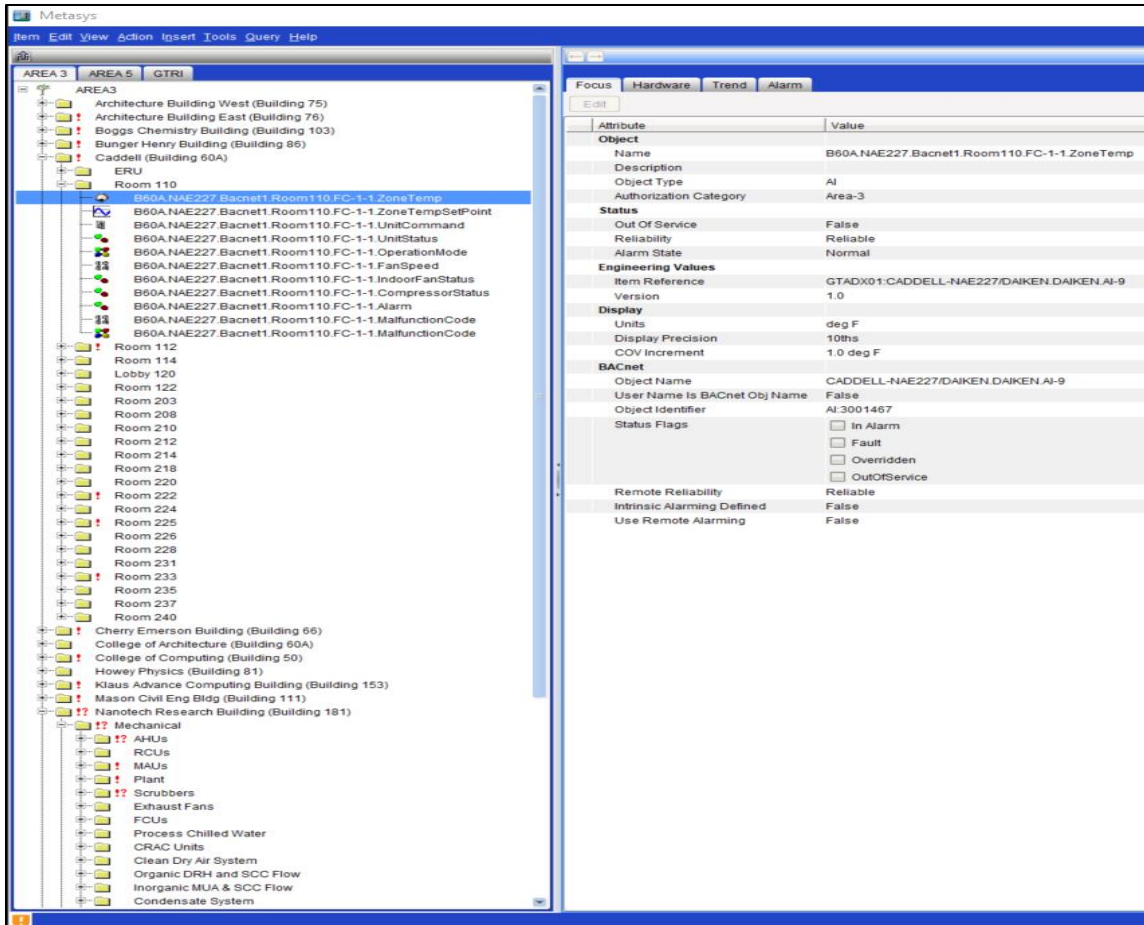 Metasys
Item Edit View Action Insert Tools Query Help
AREA 3 AREA 5 GTRI
AREA3
Architecture Building West (Building 75)
! Architecture Building East (Building 76)
! Boggs Chemistry Building (Building 103)
! Bunger Henry Building (Building 86)
! Caddell (Building 60A)
ERU
Room 110
B60A.NAE227.Bacnet1.Room110.FC-1-1.ZoneTemp
B60A.NAE227.Bacnet1.Room110.FC-1-1.ZoneTempSetPoint
B60A.NAE227.Bacnet1.Room110.FC-1-1.UnitCommand
B60A.NAE227.Bacnet1.Room110.FC-1-1.UnitStatus
B60A.NAE227.Bacnet1.Room110.FC-1-1.OperationMode
B60A.NAE227.Bacnet1.Room110.FC-1-1.FanSpeed
B60A.NAE227.Bacnet1.Room110.FC-1-1.IndoorFanStatus
B60A.NAE227.Bacnet1.Room110.FC-1-1.CompressorStatus
B60A.NAE227.Bacnet1.Room110.FC-1-1.Alarm
B60A.NAE227.Bacnet1.Room110.FC-1-1.MalfunctionCode
B60A.NAE227.Bacnet1.Room110.FC-1-1.MalfunctionCode
! Room 112
Room 114
Lobby 120
Room 122
Room 203
Room 208
Room 210
Room 212
Room 214
Room 218
Room 220
! Room 222
Room 224
! Room 225
Room 226
Room 228
Room 231
! Room 233
Room 235
Room 237
Room 240
! Cherry Emerson Building (Building 66)
College of Architecture (Building 60A)
! College of Computing (Building 50)
Howey Physics (Building 81)
! Klaus Advance Computing Building (Building 153)
! Mason Civil Eng Bldg (Building 111)
!? Nanotech Research Building (Building 181)
!? Mechanical
!? AHUs
RCUs
! MAUs
! Plant
!? Scrubbers
Exhaust Fans
FCUs
Process Chilled Water
CRAC Units
Clean Dry Air System
Organic DRH and SCC Flow
Inorganic MUA & SCC Flow
Condensate System
Focus Hardware Trend Alarm
Edit
Attribute Value
Object
Name B60A.NAE227.Bacnet1.Room110.FC-1-1.ZoneTemp
Description
Object Type AI
Authorization Category Area-3
Status
Out Of Service False
Reliability Reliable
Alarm State Normal
Engineering Values
Item Reference GTADX01:CADDELL-NAE227/DAIKEN.DAIKEN.AI-9
Version 1.0
Display
Units deg F
Display Precision 10ths
COV Increment 1.0 deg F
BACnet
Object Name CADDELL-NAE227/DAIKEN.DAIKEN.AI-9
User Name Is BACnet Obj Name False
Object Identifier AI:3001467
Status Flags In Alarm
Fault
Overridden
OutOfService
Remote Reliability Reliable
Intrinsic Alarming Defined False
Use Remote Alarming False